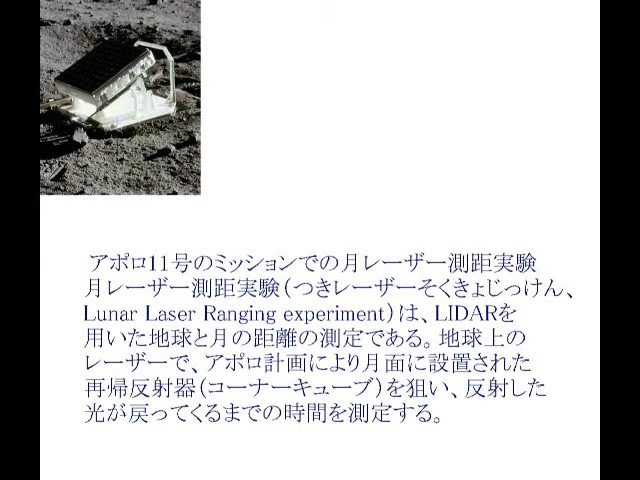 アポロ11号のミッションでの月レーザー測距実験
月レーザー測距実験(つきレーザーそくきょじっけん、
Lunar Laser Ranging experiment)は、LIDARを
用いた地球と月の距離の測定である。地球上の
レーザーで、アポロ計画により月面に設置された
再帰反射器(コーナーキューブ)を狙い、反射した
光が戻ってくるまでの時間を測定する。